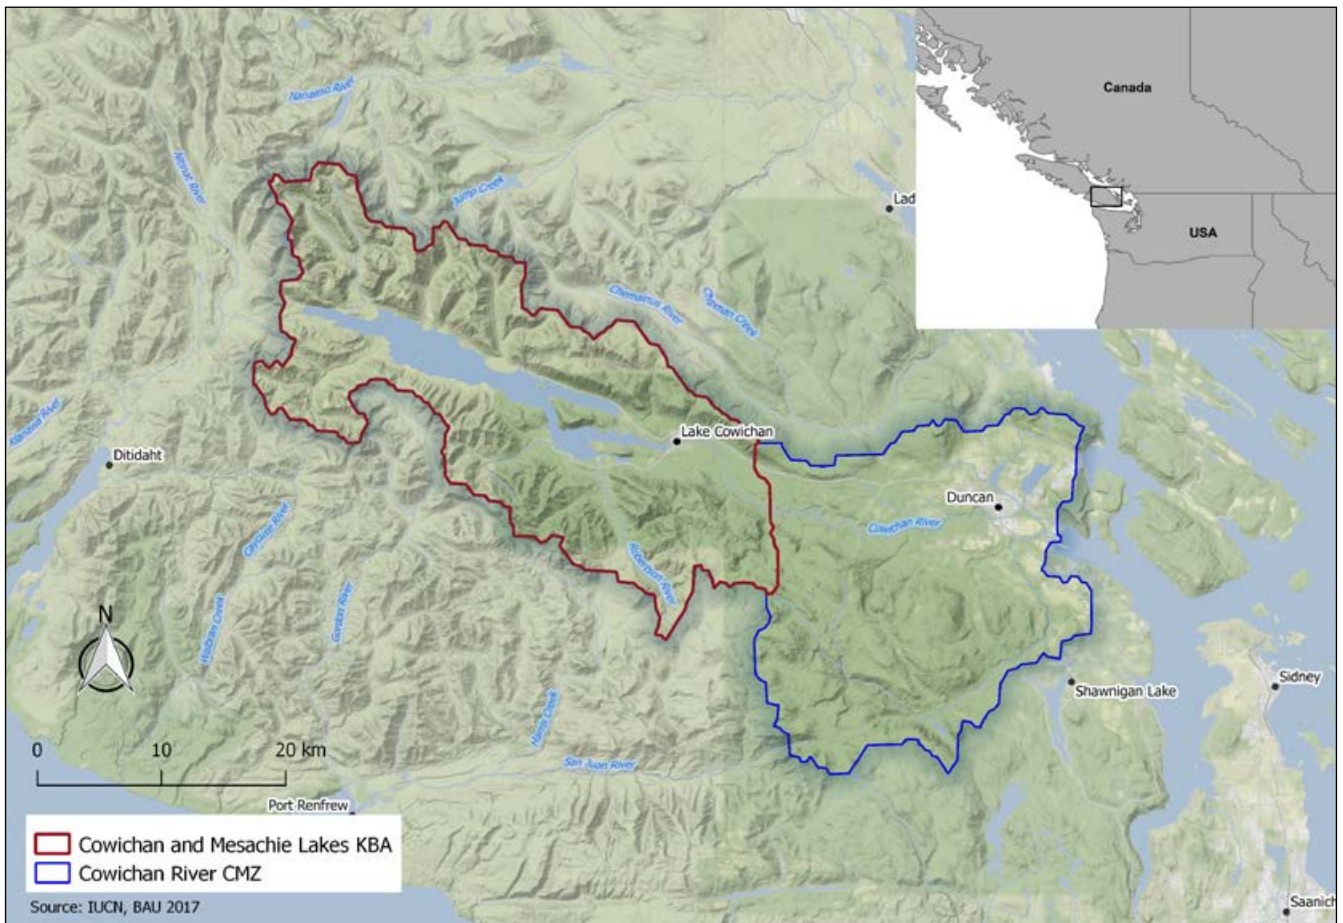 Canada
USA
Nanaimo River
Nitinat River
Jump Creek
Lad
Chemainus River
Chipman Creek
Klanawa River
Ditidaht
Lake Cowichan
Duncan
Cowichan River
Caycuse River
Robertson River
Gordon River
Walbran Creek
N
Harris Creek
Shawnigan Lake
Sidney
San Juan River
0 10 20 km
Port Renfrew
Cowichan and Mesachie Lakes KBA
Cowichan River CMZ
Source: IUCN, BAU 2017
Saanich